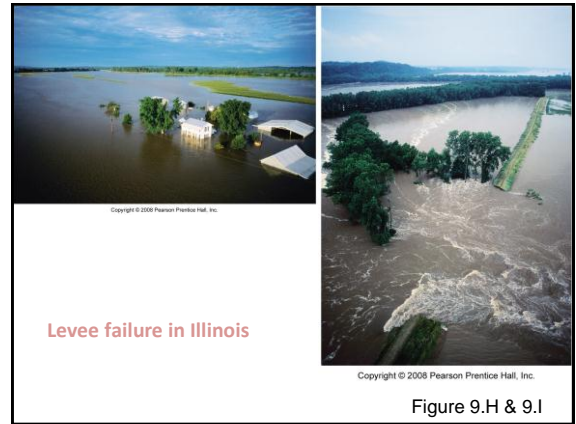 Copyright © 2008 Pearson Prentice Hall, Inc.
Levee failure in Illinois
Copyright © 2008 Pearson Prentice Hall, Inc.
Figure 9.H & 9.I